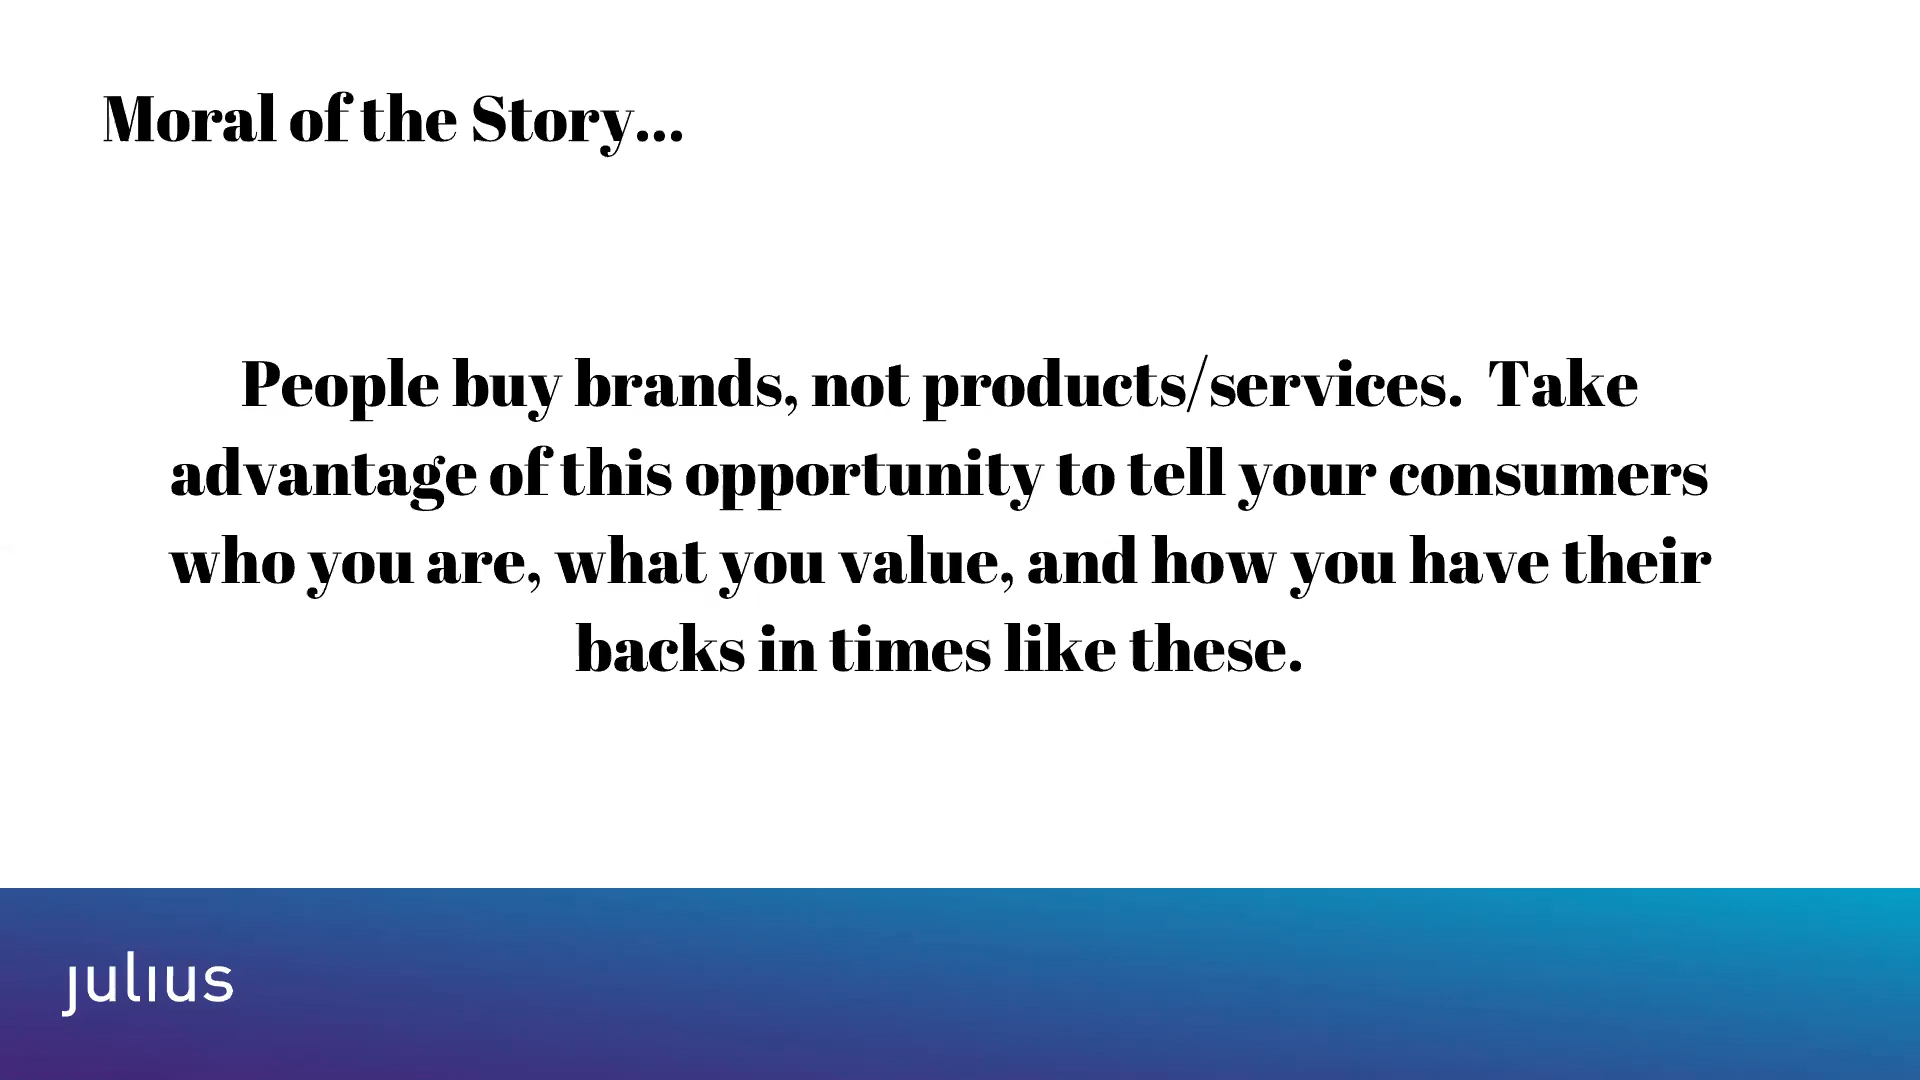 Moral of the Story...
People buy brands, not products/services.  Take
advantage of this opportunity to tell your consumers
who you are, what you value, and how you have their
backs in times like these.
julius